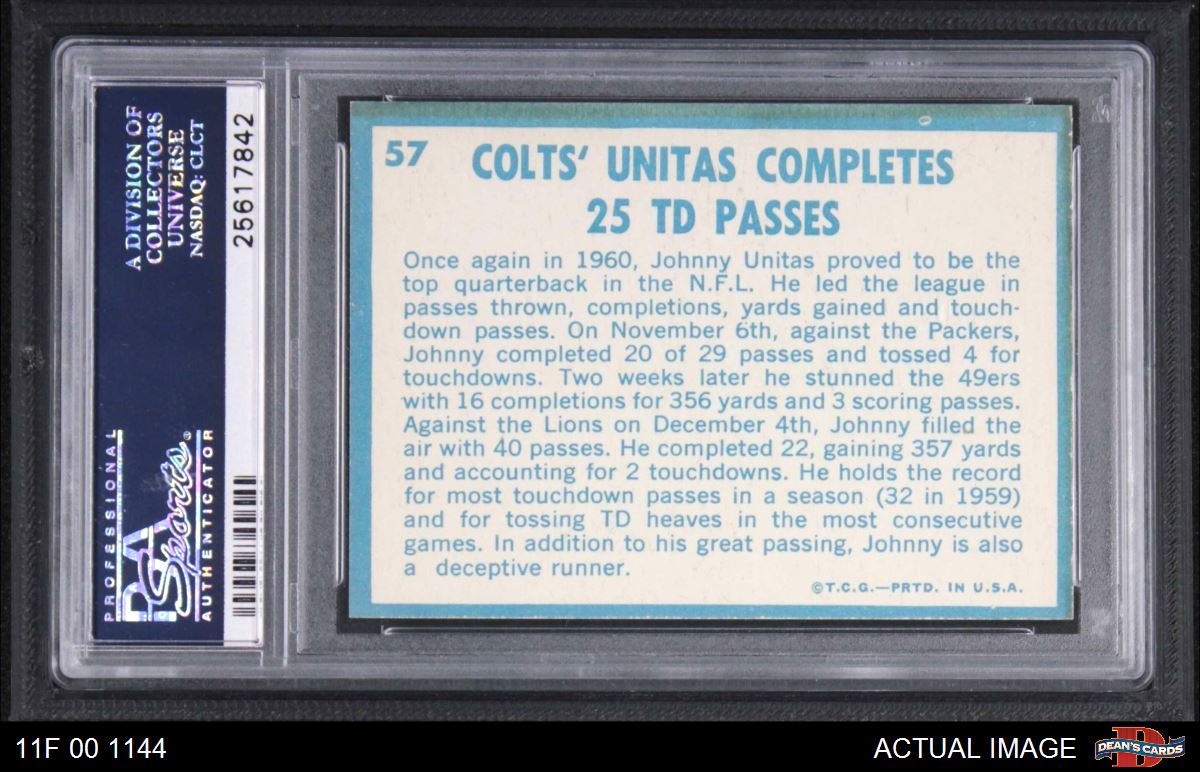 A DIVISION OF
COLLECTORS
UNIVERSE
NASDAQ: CLCT
25617842
PROFESSIONAL
PSA
Sports®
AUTHENTICATOR
57
COLTS' UNITAS COMPLETES
25 TD PASSES
Once again in 1960, Johnny Unitas proved to be the
top quarterback in the N.F.L. He led the league in
passes thrown, completions, yards gained and touch-
down passes. On November 6th, against the Packers,
Johnny completed 20 of 29 passes and tossed 4 for
touchdowns. Two weeks later he stunned the 49ers
with 16 completions for 356 yards and 3 scoring passes.
Against the Lions on December 4th, Johnny filled the
air with 40 passes. He completed 22, gaining 357 yards
and accounting for 2 touchdowns. He holds the record
for most touchdown passes in a season (32 in 1959)
and for tossing TD heaves in the most consecutive
games. In addition to his great passing, Johnny is also
a deceptive runner.
©T.C.G.—PRTD. IN U.S.A.
11F 00 1144
ACTUAL IMAGE
DEAN'S CARDS